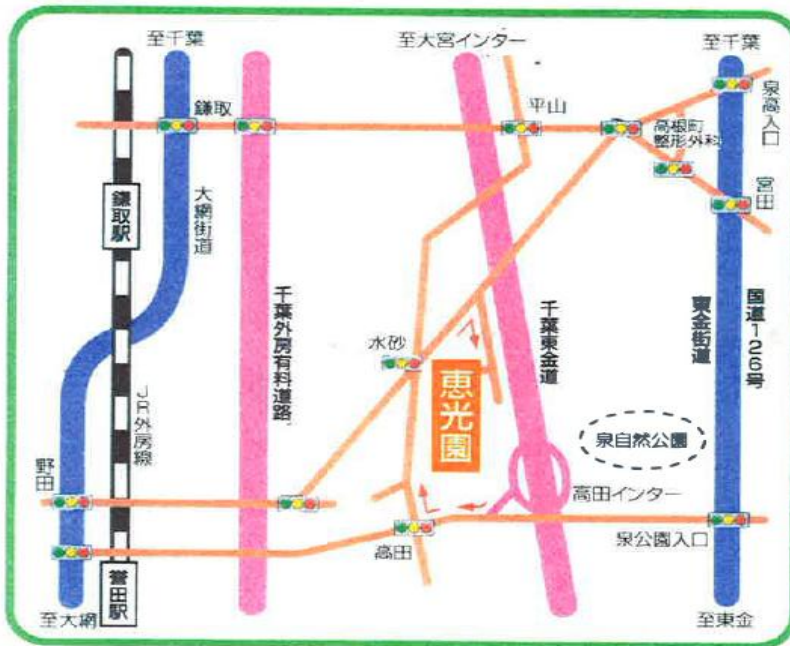 至千葉
至大宮インター
至千葉
鎌取
平山
高根町
整形外科
泉高入口
宮田
鎌取駅
大網街道
千葉外房有料道路
水砂
恵光園
千葉東金道
東金街道
国道126号
JR外房線
泉自然公園
野田
高田インター
高田
泉公園入口
誉田駅
至大網
至東金